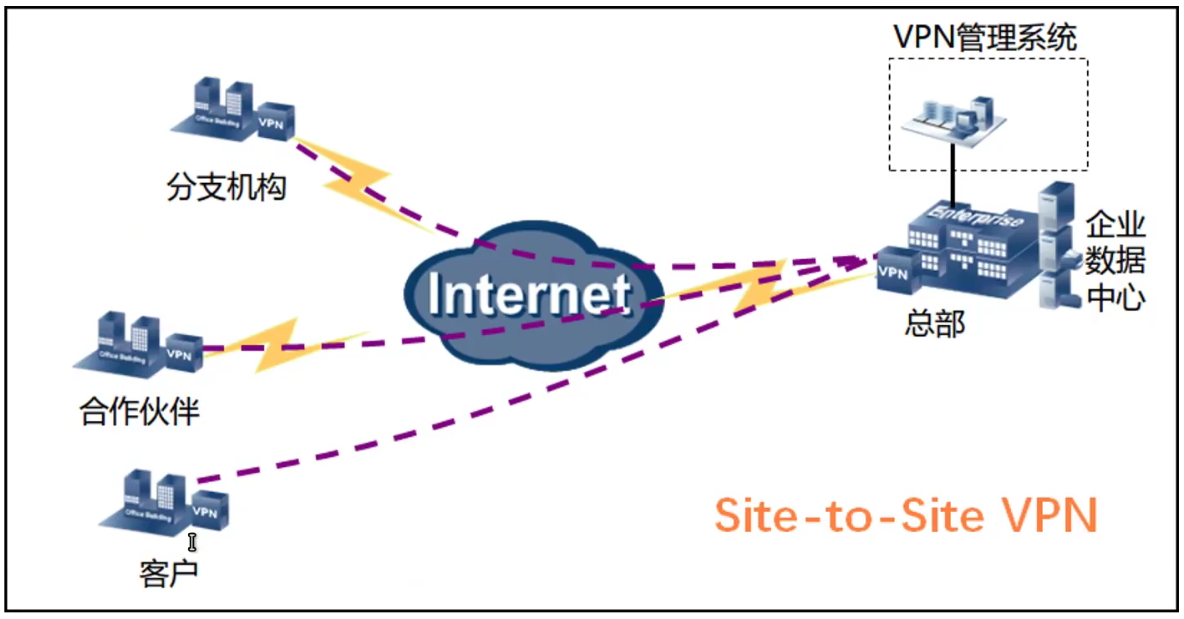 VPN管理系统
Office Building
VPN
分支机构
Enterprise
企业
数据
中心
VPN
Internet
总部
Office Building
VPN
合作伙伴
Office Building
VPN
Site-to-Site VPN
客户